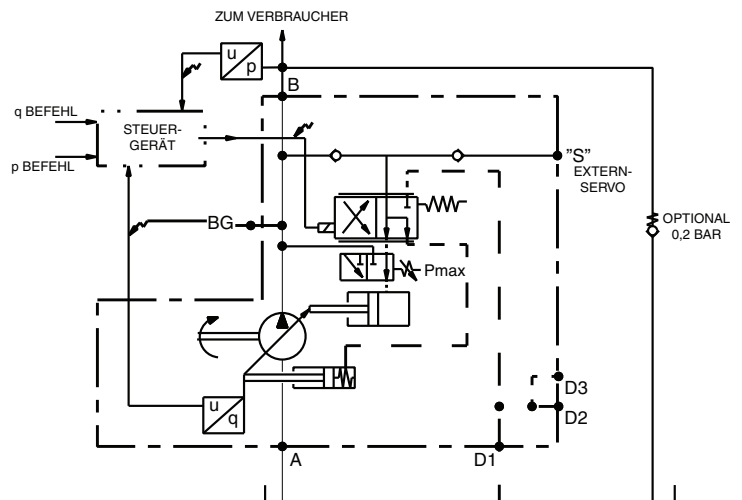 ZUM VERBRAUCHER
u
p
B
q BEFEHL
STEUER-
GERÄT
p BEFEHL
"S"
EXTERN-
SERVO
BG
OPTIONAL
0,2 BAR
Pmax
D3
D2
u
q
A
D1